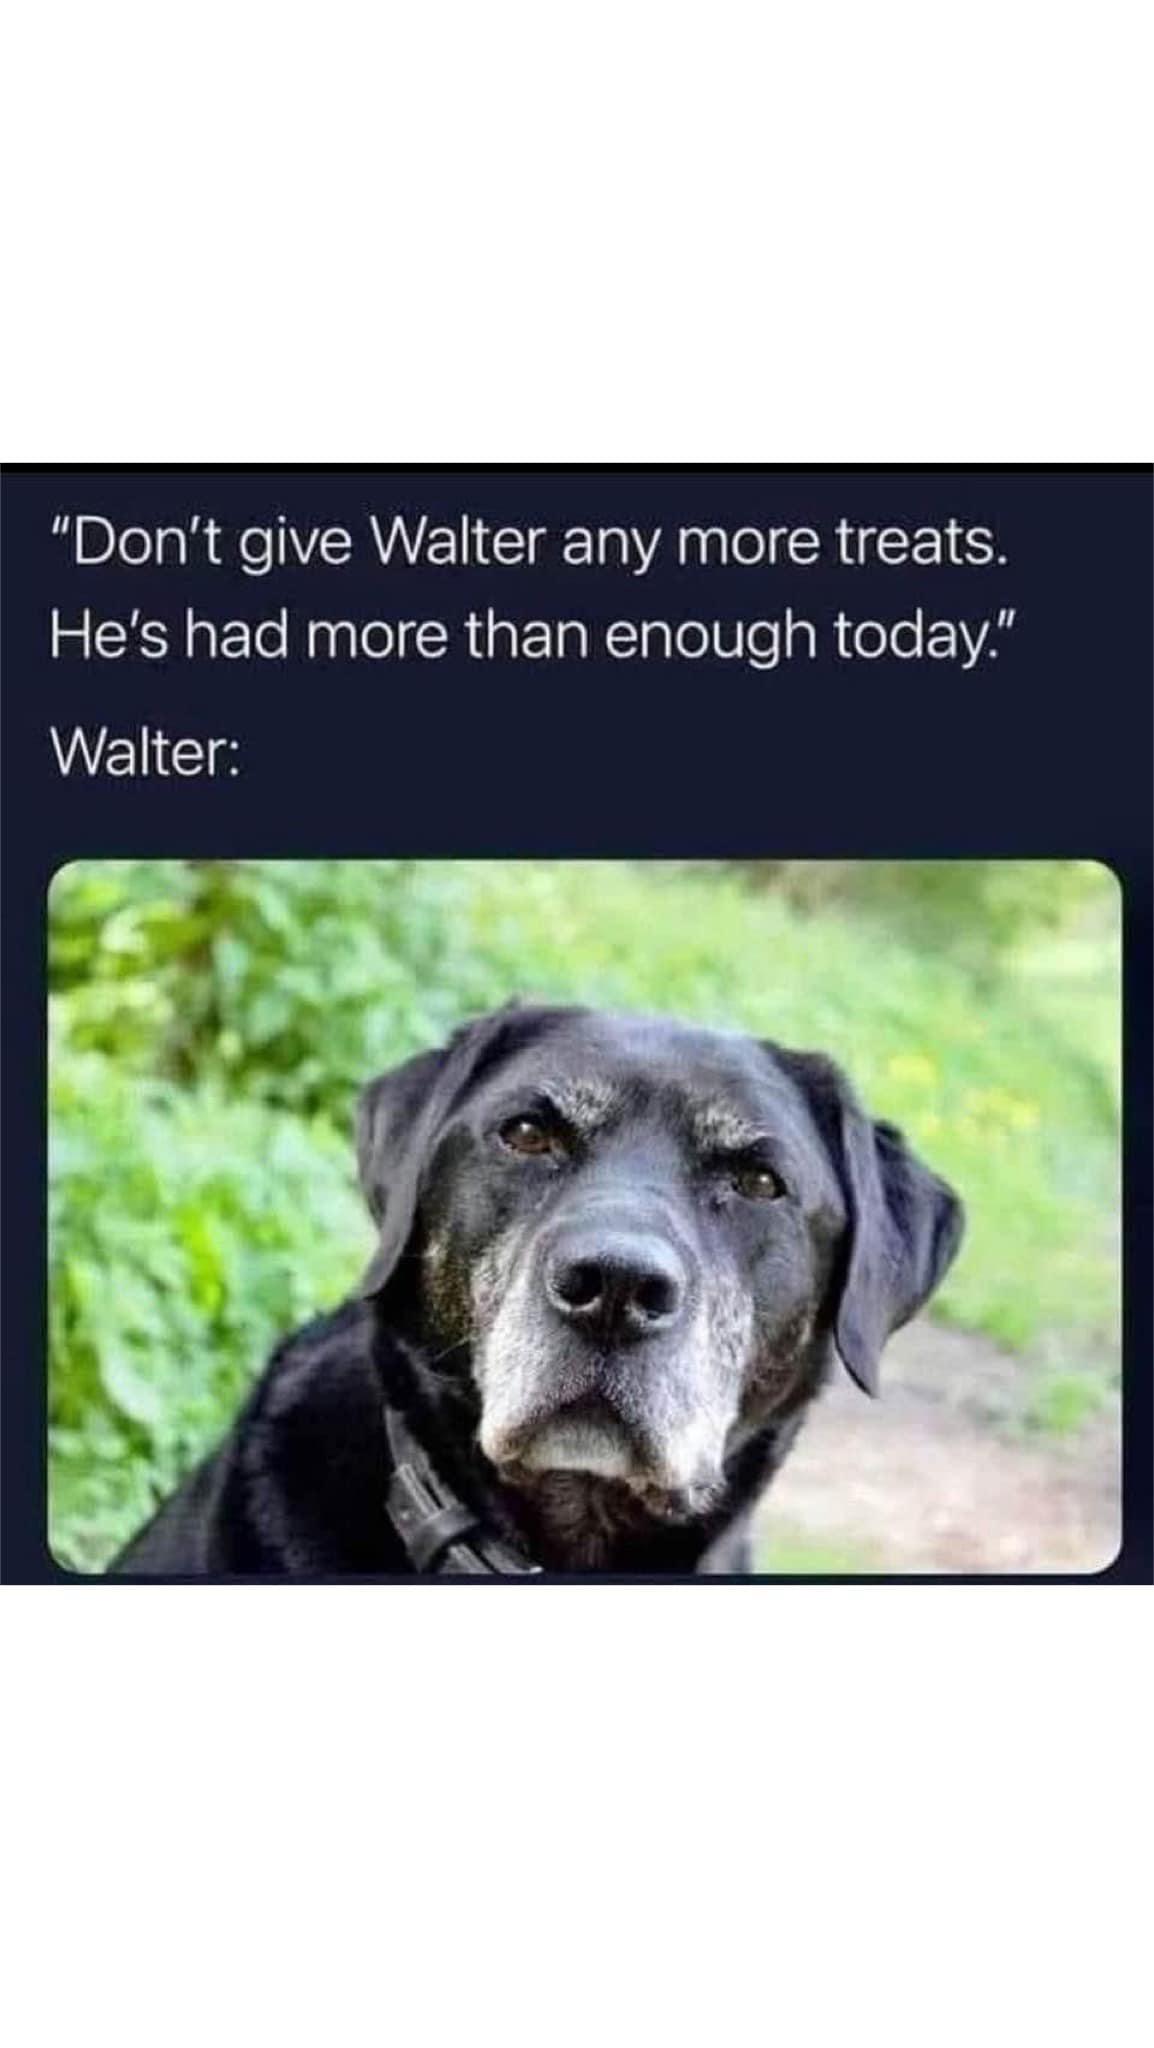 “Don’t give Walter any more treats.
He’s had more than enough today.”
Walter: